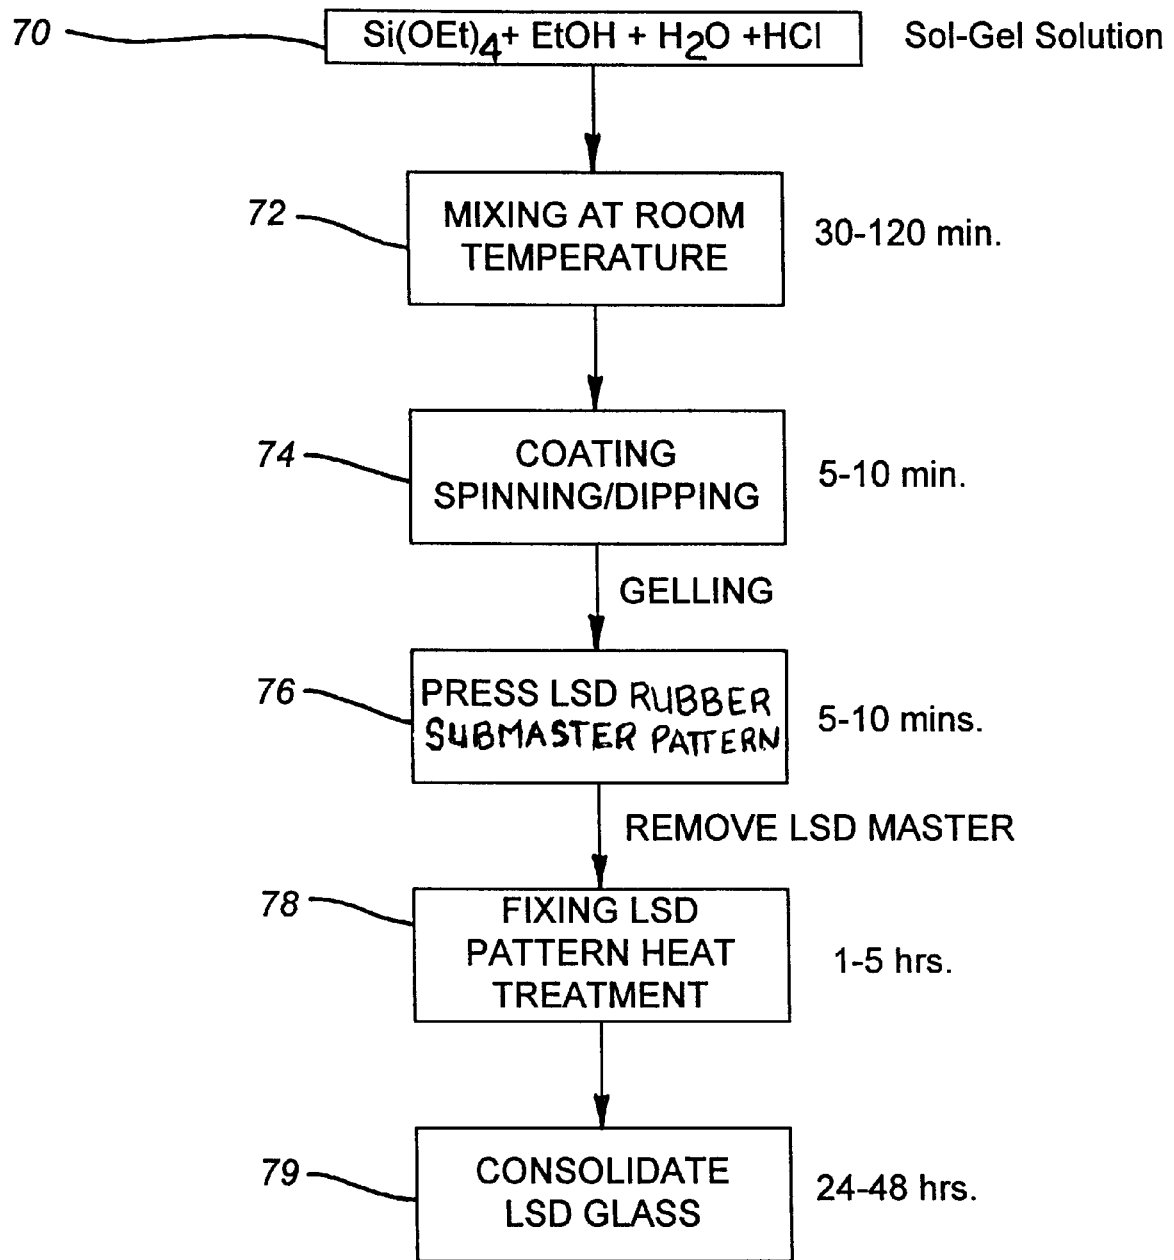 70 Si(OEt)4 + EtOH + H2O +HCl Sol-Gel Solution
72 MIXING AT ROOM
TEMPERATURE
30-120 min.
74 COATING
SPINNING/DIPPING
5-10 min.
GELLING
76 PRESS LSD RUBBER
SUBMASTER PATTERN
5-10 mins.
REMOVE LSD MASTER
78 FIXING LSD
PATTERN HEAT
TREATMENT
1-5 hrs.
79 CONSOLIDATE
LSD GLASS
24-48 hrs.